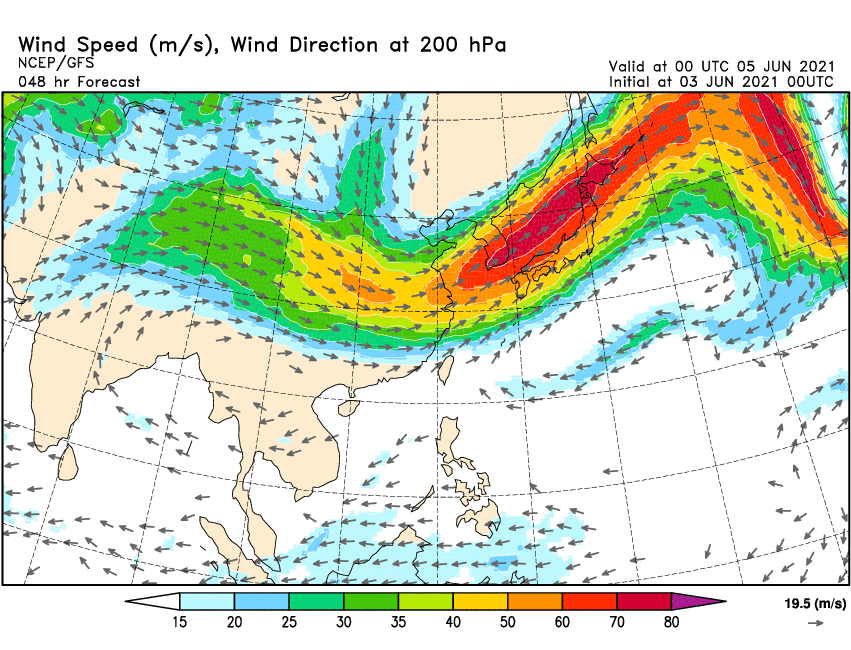 Wind Speed (m/s), Wind Direction at 200 hPa
NCEP/GFS
048 hr Forecast
Valid at 00 UTC 05 JUN 2021
Initial at 03 JUN 2021 00UTC
15 20 25 30 35 40 50 60 70 80
19.5 (m/s)